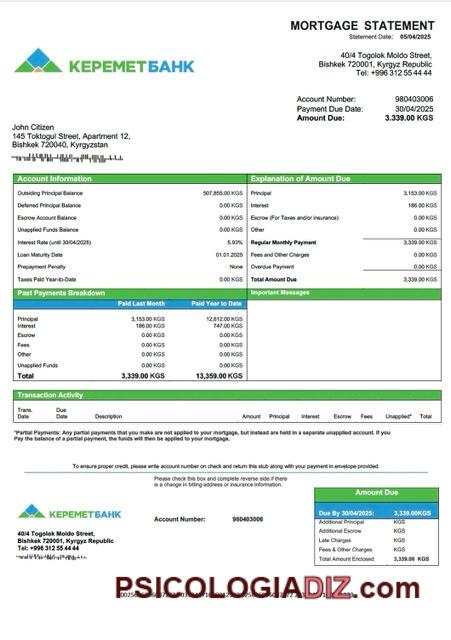 MORTGAGE STATEMENT
Statement Date: 05/04/2025
КЕРЕМЕТБАНК
40/4 Togolok Moldo Street,
Bishkek 720001, Kyrgyz Republic
Tel: +996 312 55 44 44
Account Number: 980403006
Payment Due Date: 30/04/2025
Amount Due: 3.339.00 KGS
John Citizen
145 Toktogul Street, Apartment 12,
Bishkek 720040, Kyrgyzstan
Account Information
Outsiding Principal Balance 507,855.00 KGS
Deferred Principal Balance 0.00 KGS
Escrow Account Balance 0.00 KGS
Unapplied Funds Balance 0.00 KGS
Interest Rate (until 30/04/2025) 5.93%
Loan Maturity Date 01.01.2025
Prepayment Penalty None
Taxes Paid Year-to-Date 0.00 KGS
Explanation of Amount Due
Principal 3,153.00 KGS
Interest 186.00 KGS
Escrow (For Taxes and/or insurance) 0.00 KGS
Other 0.00 KGS
Regular Monthly Payment 3,339.00 KGS
Fees and Other Charges 0.00 KGS
Overdue Payment 0.00 KGS
Total Amount Due 3,339.00 KGS
Past Payments Breakdown
Paid Last Month Paid Year to Date
Principal 3,153.00 KGS 12,612.00 KGS
Interest 186.00 KGS 747.00 KGS
Escrow 0.00 KGS 0.00 KGS
Fees 0.00 KGS 0.00 KGS
Other 0.00 KGS 0.00 KGS
Unapplied Funds 0.00 KGS 0.00 KGS
Total 3,339.00 KGS 13,359.00 KGS
Important Messages
Transaction Activity
Trans. Date Due Date Description Amount Principal Interest Escrow Fees Unapplied* Total
*Partial Payments: Any partial payments that you make are not applied to your mortgage, but instead are held in a separate unapplied account. If you
Pay the balance of a partial payment, the funds will then be applied to your mortgage.
To ensure proper credit, please write account number on check and return this stub along with your payment in envelope provided.
Please check this box and complete reverse side if there
is a change in billing address or insurance information.
КЕРЕМЕТБАНК
Account Number: 980403006
40/4 Togolok Moldo Street,
Bishkek 720001, Kyrgyz Republic
Tel: +996 312 55 44 44
Amount Due
Due By 30/04/2025: 3,339.00KGS
Additional Principal KGS
Additional Escrow KGS
Late Charges KGS
Fees & Other Charges KGS
Total Amount Enclosed 3,339.00 KGS
PSICOLOGIADIZ.com